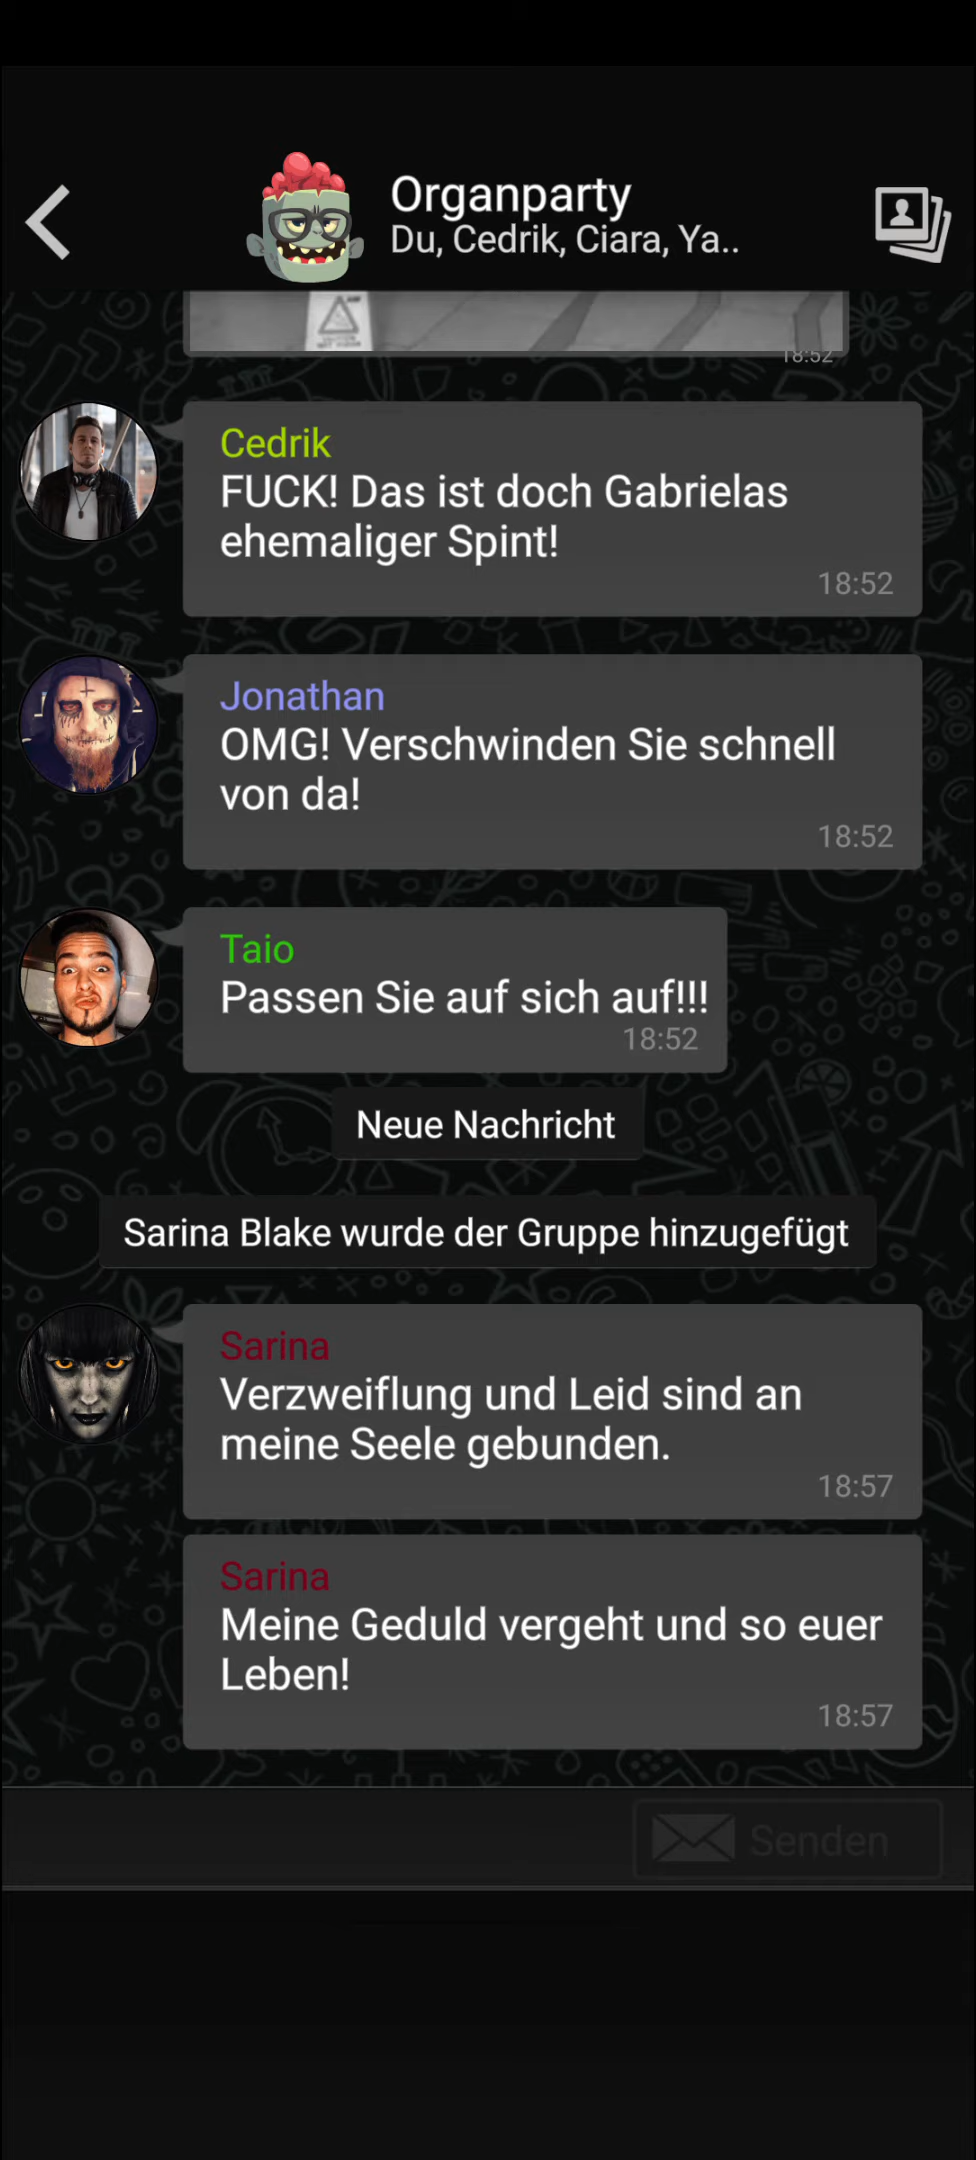 Organparty
Du, Cedrik, Ciara, Ya..
18:52
Cedrik
FUCK! Das ist doch Gabrielas
ehemaliger Spint!
18:52
Jonathan
OMG! Verschwinden Sie schnell
von da!
18:52
Taio
Passen Sie auf sich auf!!!
18:52
Neue Nachricht
Sarina Blake wurde der Gruppe hinzugefügt
Sarina
Verzweiflung und Leid sind an
meine Seele gebunden.
18:57
Sarina
Meine Geduld vergeht und so euer
Leben!
18:57
Senden